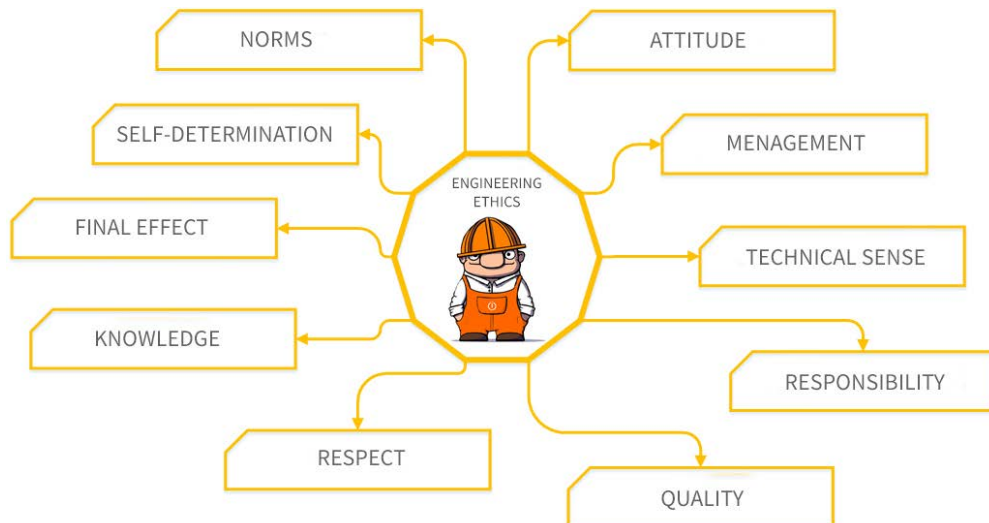 NORMS
ATTITUDE
SELF-DETERMINATION
MENAGEMENT
ENGINEERING
ETHICS
FINAL EFFECT
TECHNICAL SENSE
KNOWLEDGE
RESPONSIBILITY
RESPECT
QUALITY